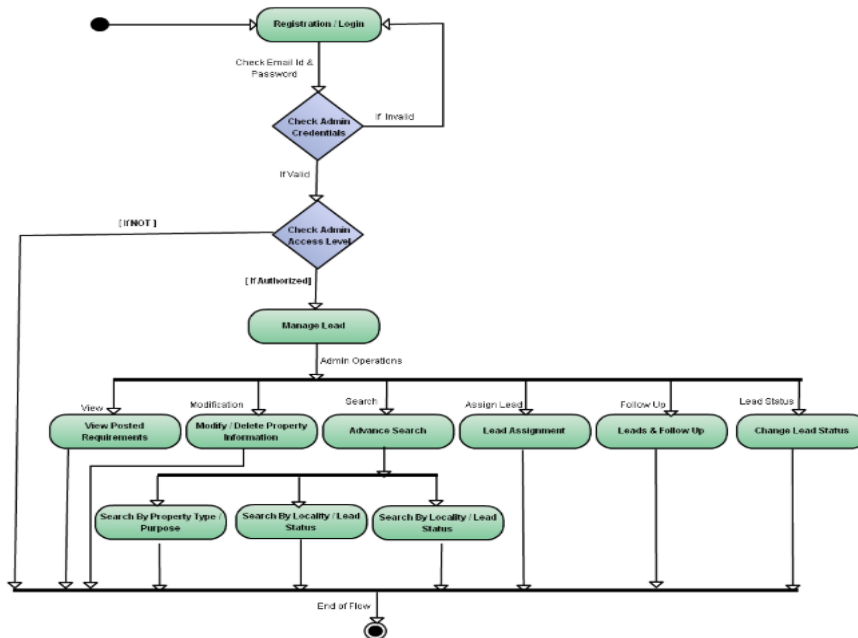 Registration / Login
Check Email Id &
Password
Check Admin
Credentials
If Invalid
If Valid
[ If NOT ]
Check Admin
Access Level
[ If Authorized]
Manage Lead
Admin Operations
View
Modification
Search
Assign Lead
Follow Up
Lead Status
View Posted
Requirements
Modify / Delete Property
Information
Advance Search
Lead Assignment
Leads & Follow Up
Change Lead Status
Search By Property Type /
Purpose
Search By Locality / Lead
Status
Search By Locality / Lead
Status
End of Flow